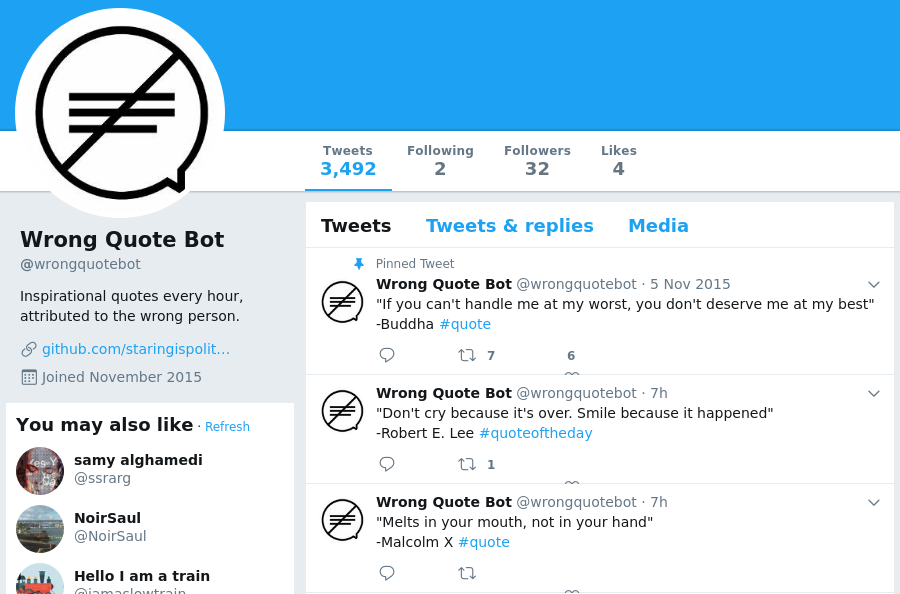 Tweets
3,492
Following
2
Followers
32
Likes
4
Wrong Quote Bot
@wrongquotebot
Inspirational quotes every hour,
attributed to the wrong person.
github.com/staringispolit…
Joined November 2015
You may also like · Refresh
samy alghamedi
@ssrarg
NoirSaul
@NoirSaul
Hello I am a train
@iamaslowtrain
Tweets Tweets & replies Media
Pinned Tweet
Wrong Quote Bot @wrongquotebot · 5 Nov 2015
"If you can't handle me at my worst, you don't deserve me at my best"
-Buddha #quote
7 6
Wrong Quote Bot @wrongquotebot · 7h
"Don't cry because it's over. Smile because it happened"
-Robert E. Lee #quoteoftheday
1
Wrong Quote Bot @wrongquotebot · 7h
"Melts in your mouth, not in your hand"
-Malcolm X #quote